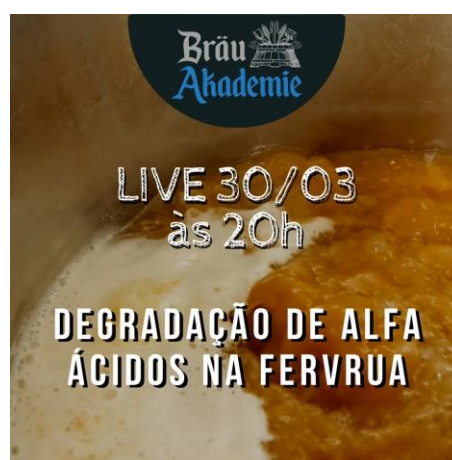 Bräu
Akademie
LIVE 30/03
às 20h
DEGRADAÇÃO DE ALFA
ÁCIDOS NA FERVRUA